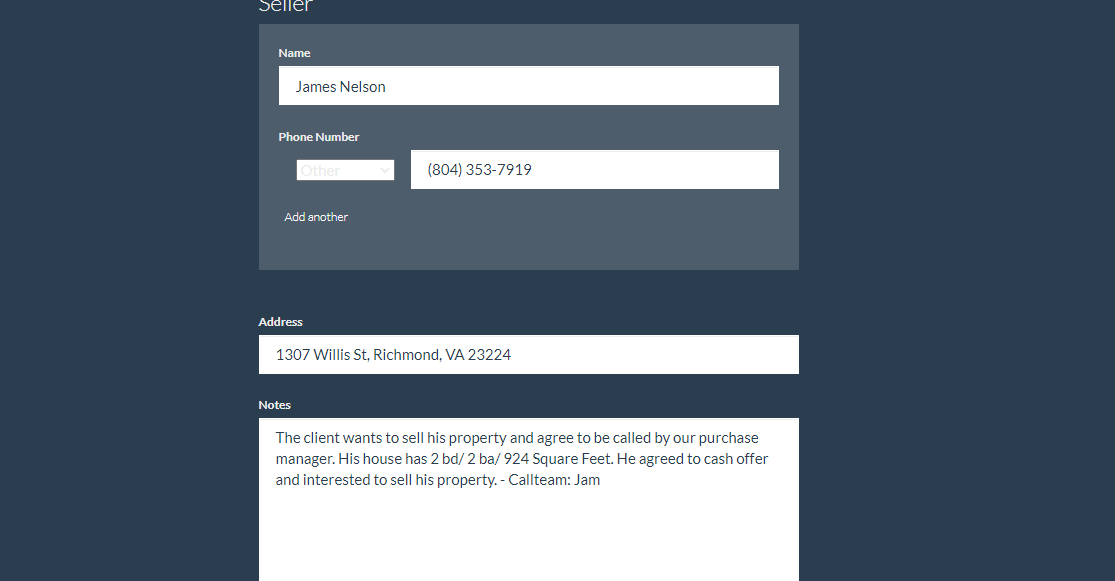 Seller
Name
James Nelson
Phone Number
Other
(804) 353-7919
Add another
Address
1307 Willis St, Richmond, VA 23224
Notes
The client wants to sell his property and agree to be called by our purchase
manager. His house has 2 bd/ 2 ba/ 924 Square Feet. He agreed to cash offer
and interested to sell his property. - Callteam: Jam